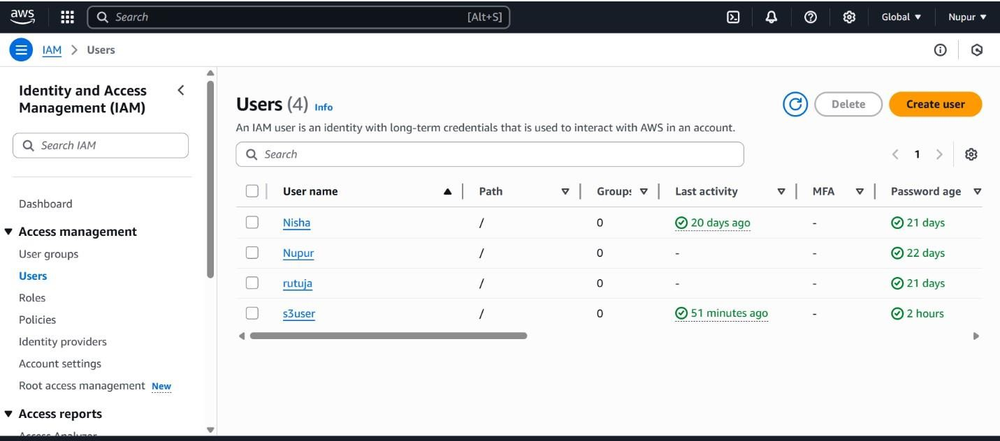 aws Search [Alt+S] Global Nupur
IAM > Users
Identity and Access
Management (IAM)
Search IAM
Dashboard
Access management
User groups
Users
Roles
Policies
Identity providers
Account settings
Root access management New
Access reports
Access Analyzer
Users (4) Info
Delete
Create user
An IAM user is an identity with long-term credentials that is used to interact with AWS in an account.
Search
1
User name Path Groups Last activity MFA Password age
Nisha / 0 20 days ago - 21 days
Nupur / 0 - - 22 days
rutuja / 0 - - 21 days
s3user / 0 51 minutes ago - 2 hours